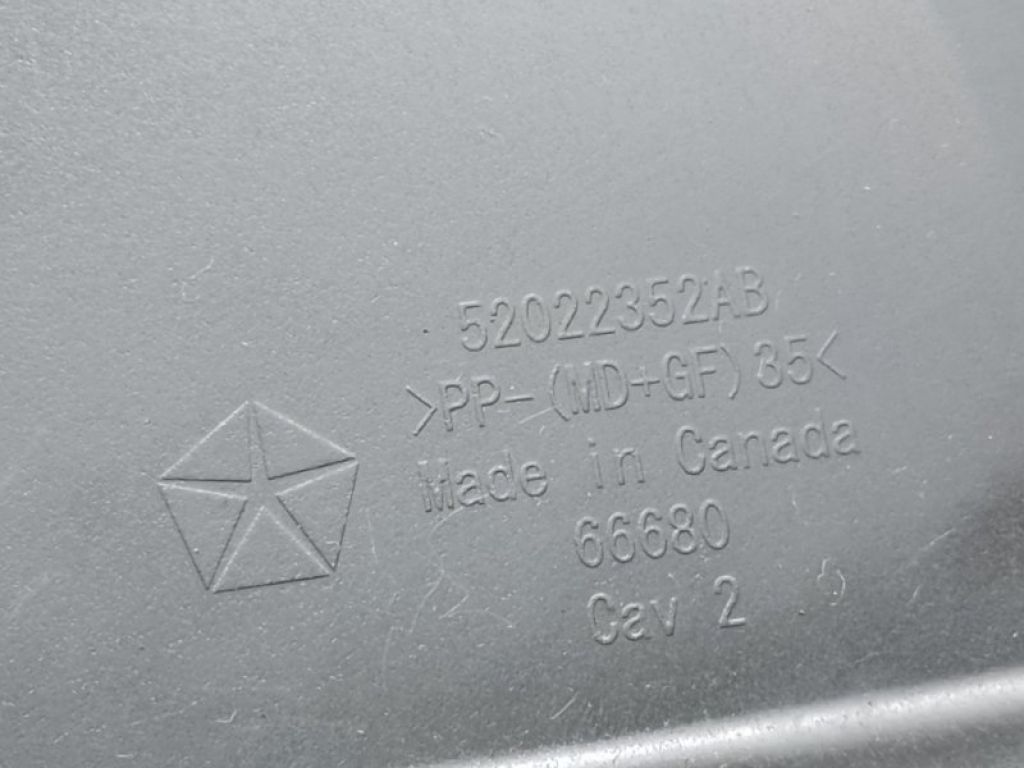 52022352AB
>PP-(MD+GF)35<
Made in Canada
66680
Cav 2